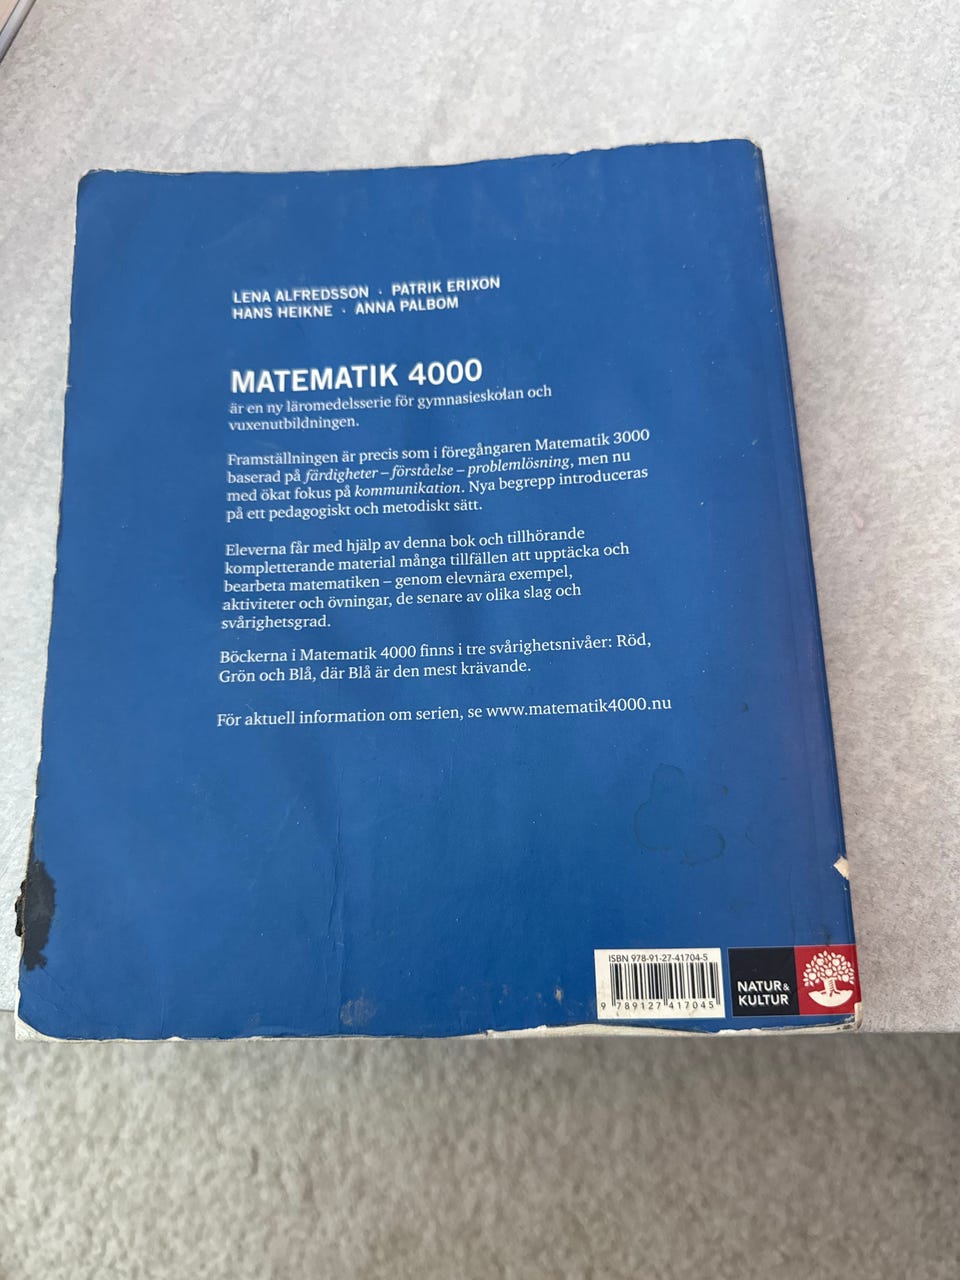 LENA ALFREDSSON · PATRIK ERIXON
HANS HEIKNE · ANNA PALBOM
MATEMATIK 4000
är en ny läromedelsserie för gymnasieskolan och
vuxenutbildningen.
Framställningen är precis som i föregångaren Matematik 3000
baserad på färdigheter – förståelse – problemlösning, men nu
med ökat fokus på kommunikation. Nya begrepp introduceras
på ett pedagogiskt och metodiskt sätt.
Eleverna får med hjälp av denna bok och tillhörande
kompletterande material många tillfällen att upptäcka och
bearbeta matematiken – genom elevnära exempel,
aktiviteter och övningar, de senare av olika slag och
svårighetsgrad.
Böckerna i Matematik 4000 finns i tre svårighetsnivåer: Röd,
Grön och Blå, där Blå är den mest krävande.
För aktuell information om serien, se www.matematik4000.nu
ISBN 978-91-27-41704-5
9 789127 417045
NATUR &
KULTUR